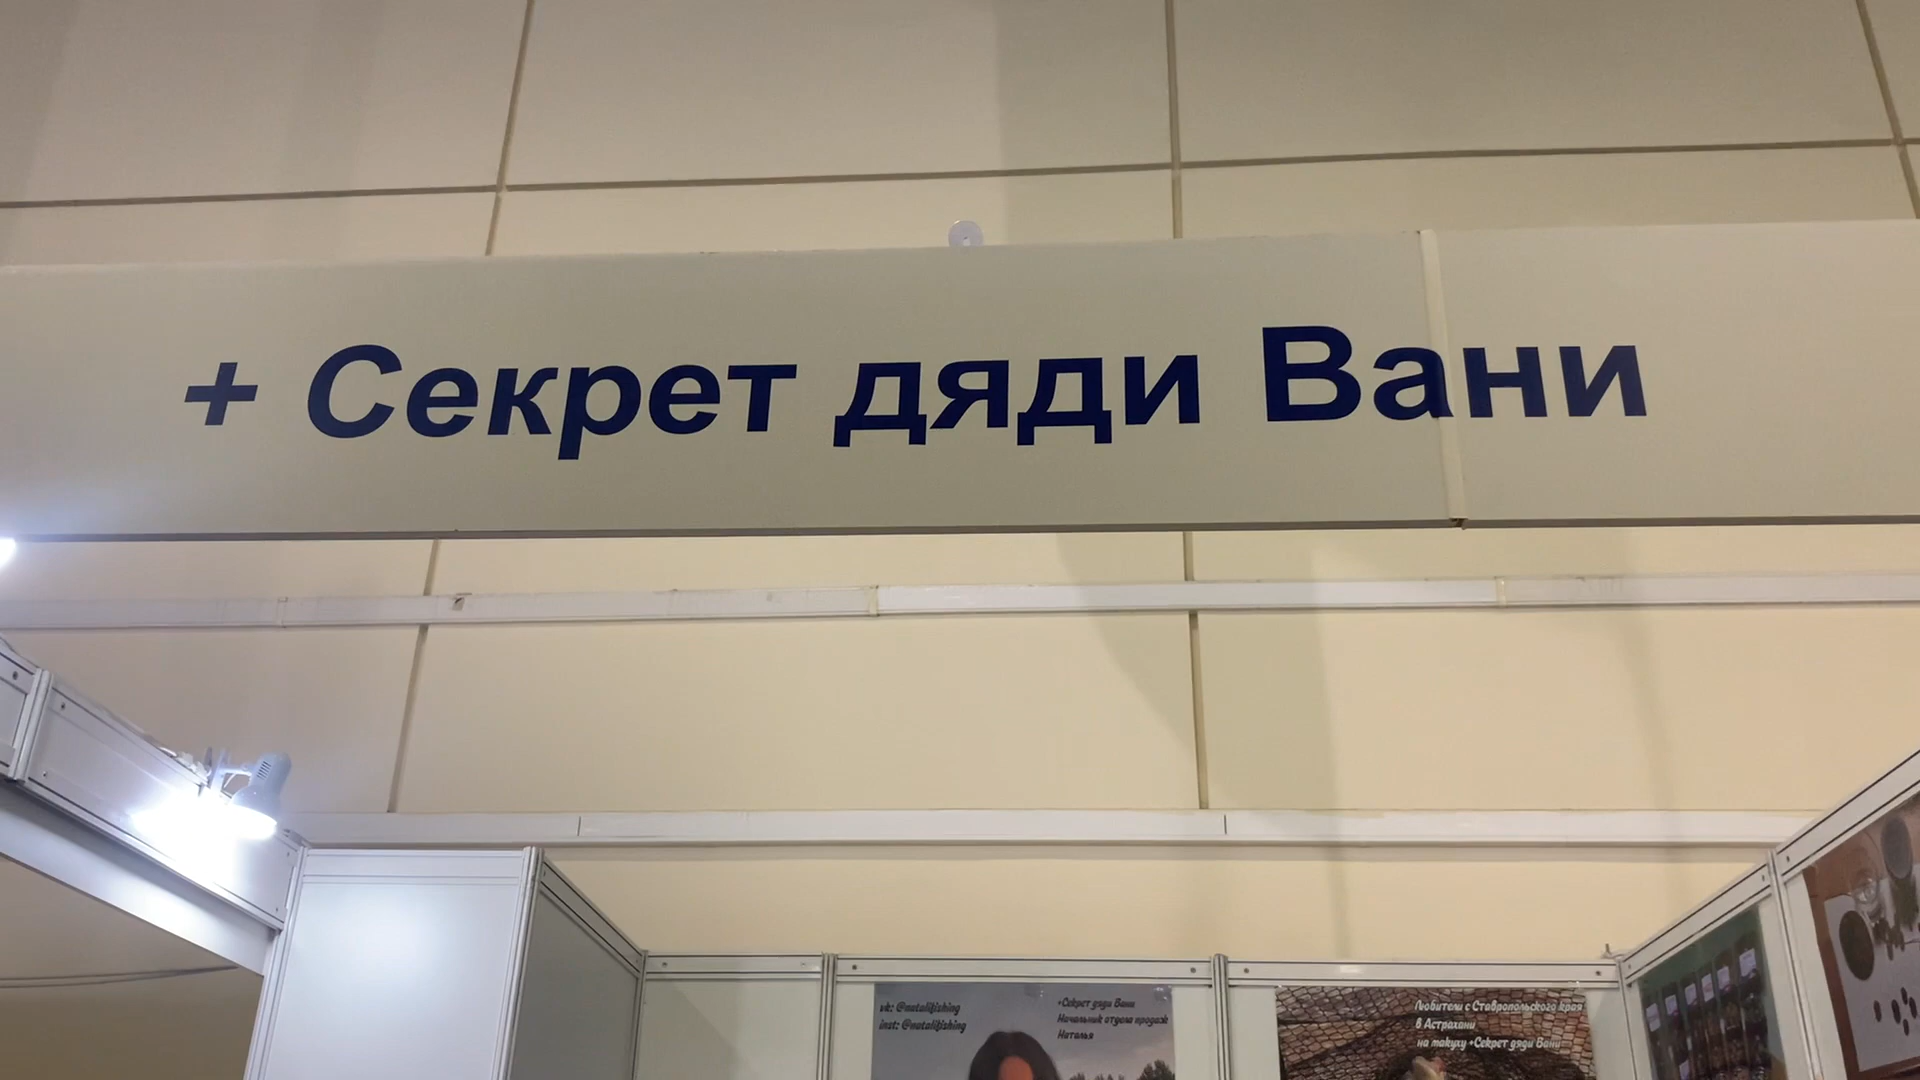 + Секрет дяди Вани
vk: @natalifishing
inst: @natalifishing
+Секрет дяди Вани
Начальник отдела продаж
Наталья
Любители с Ставропольского края
в Астрахани
на макуху +Секрет дяди Вани